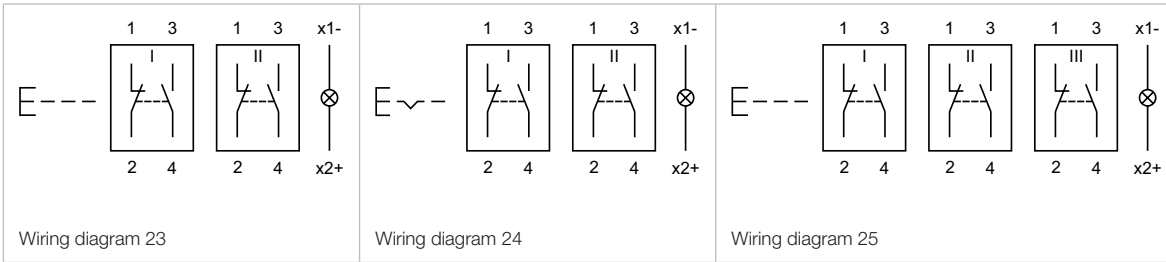 1 3 1 3 x1-
I II
2 4 2 4 x2+
Wiring diagram 23
1 3 1 3 x1-
I II
2 4 2 4 x2+
Wiring diagram 24
1 3 1 3 1 3 x1-
I II III
2 4 2 4 2 4 x2+
Wiring diagram 25